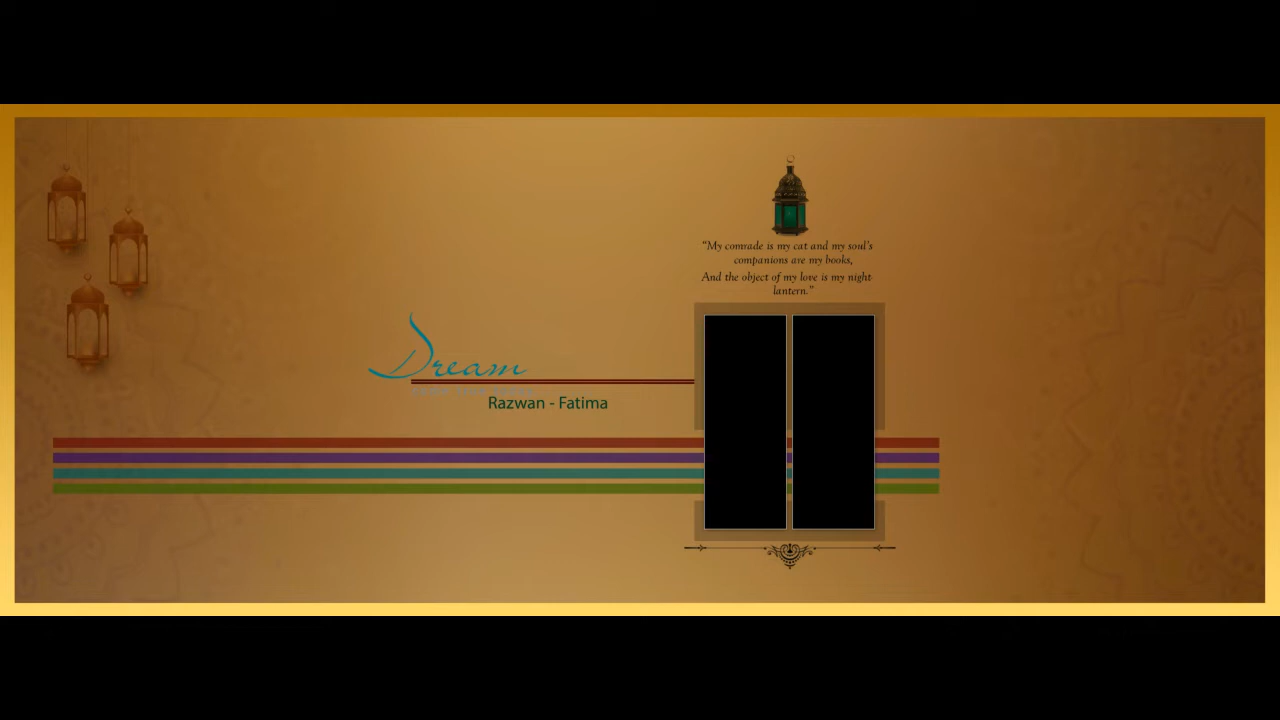 “My comrade is my cat and my soul’s
companions are my books,
And the object of my love is my night
lantern.”
Dream
Razwan - Fatima